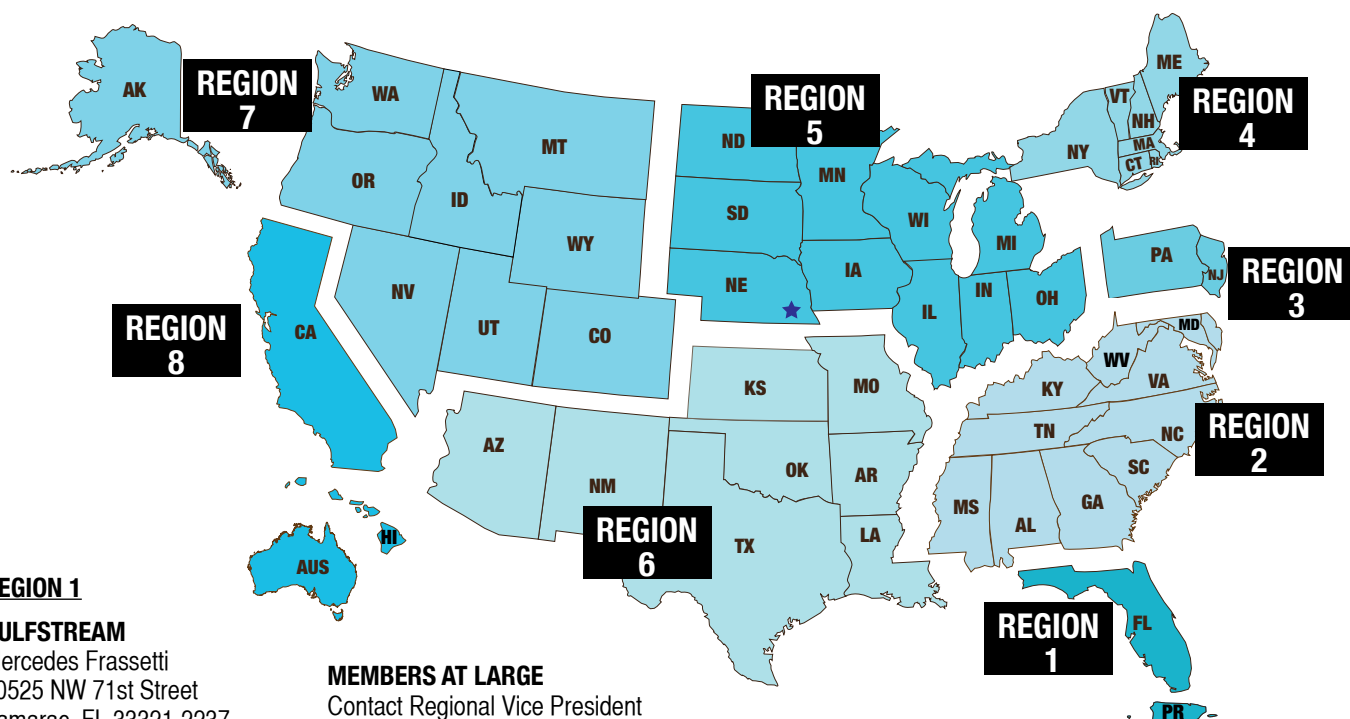 AK
REGION
7
WA
MT
OR
ID
WY
NV
UT
CO
REGION
5
ND
MN
SD
WI
MI
NE
IA
IL
IN
OH
ME
VT
NH
REGION
4
NY
MA
CT
RI
PA
NJ
REGION
3
REGION
8
CA
HI
AUS
KS
MO
AZ
NM
OK
AR
TX
LA
REGION
6
MD
WV
VA
KY
TN
NC
SC
MS
AL
GA
REGION
2
REGION
1
FL
PR
EGION 1
ULFSTREAM
ercedes Frassetti
0525 NW 71st Street
amarac, FL 33321-2237
MEMBERS AT LARGE
Contact Regional Vice President